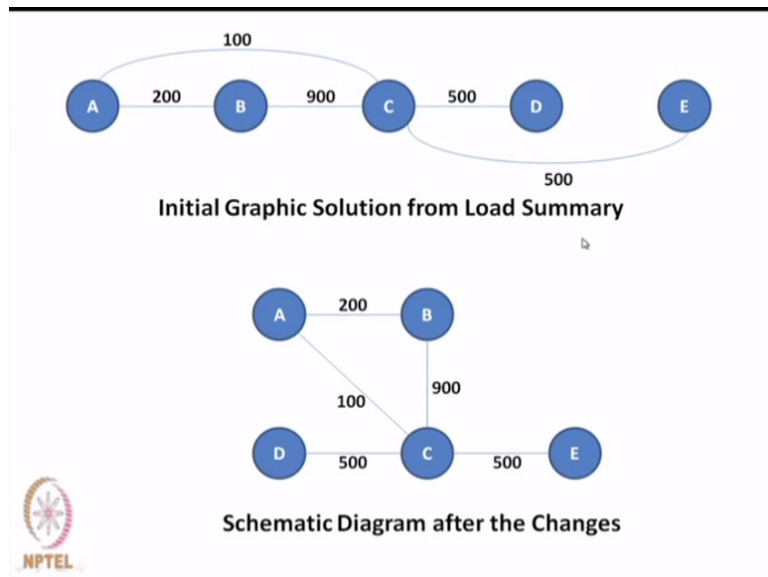 100
A 200 B 900 C 500 D E
500
Initial Graphic Solution from Load Summary
A 200 B
100 900
D 500 C 500 E
Schematic Diagram after the Changes
NPTEL